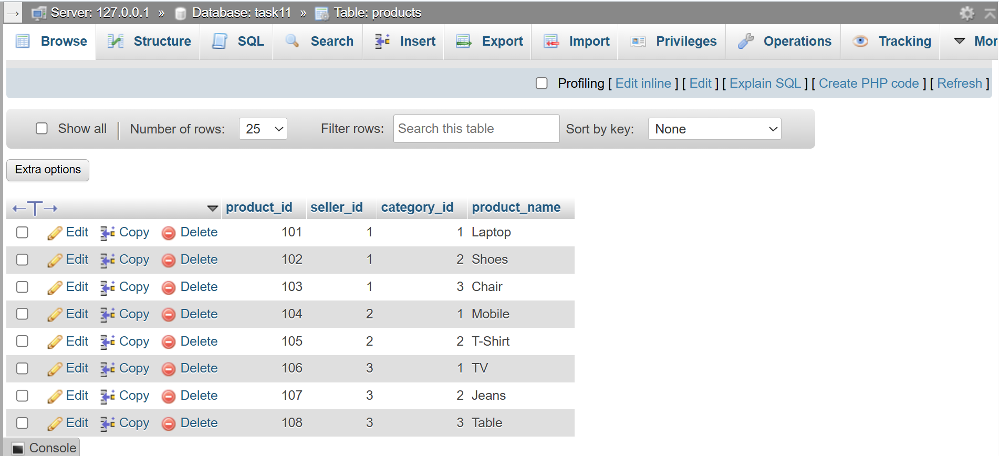 → Server: 127.0.0.1 » Database: task11 » Table: products
Browse Structure SQL Search Insert Export Import Privileges Operations Tracking Mor
Profiling [ Edit inline ] [ Edit ] [ Explain SQL ] [ Create PHP code ] [ Refresh ]
Show all | Number of rows: 25 Filter rows: Search this table Sort by key: None
Extra options
←T→ product_id seller_id category_id product_name
Edit Copy Delete 101 1 1 Laptop
Edit Copy Delete 102 1 2 Shoes
Edit Copy Delete 103 1 3 Chair
Edit Copy Delete 104 2 1 Mobile
Edit Copy Delete 105 2 2 T-Shirt
Edit Copy Delete 106 3 1 TV
Edit Copy Delete 107 3 2 Jeans
Edit Copy Delete 108 3 3 Table
Console